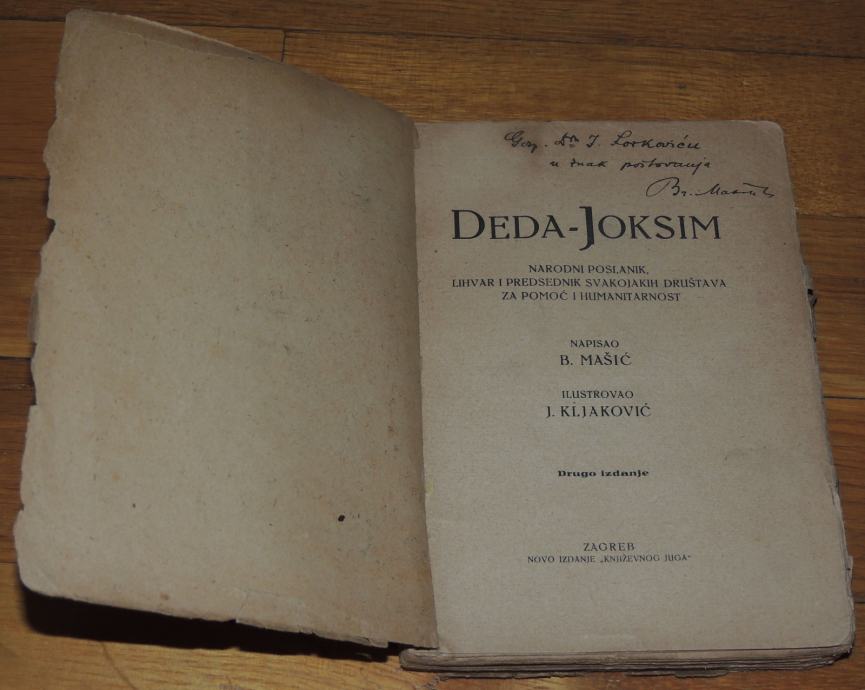 Gosp. Dru J. Lorkoviću
u znak poštovanja
Br. Mašić
DEDA-JOKSIM
NARODNI POSLANIK,
LIHVAR I PREDSEDNIK SVAKOJAKIH DRUŠTAVA
ZA POMOĆ I HUMANITARNOST
NAPISAO
B. MAŠIĆ
ILUSTROVAO
J. KLJAKOVIĆ
Drugo izdanje
ZAGREB
NOVO IZDANJE „KNJIŽEVNOG JUGA“